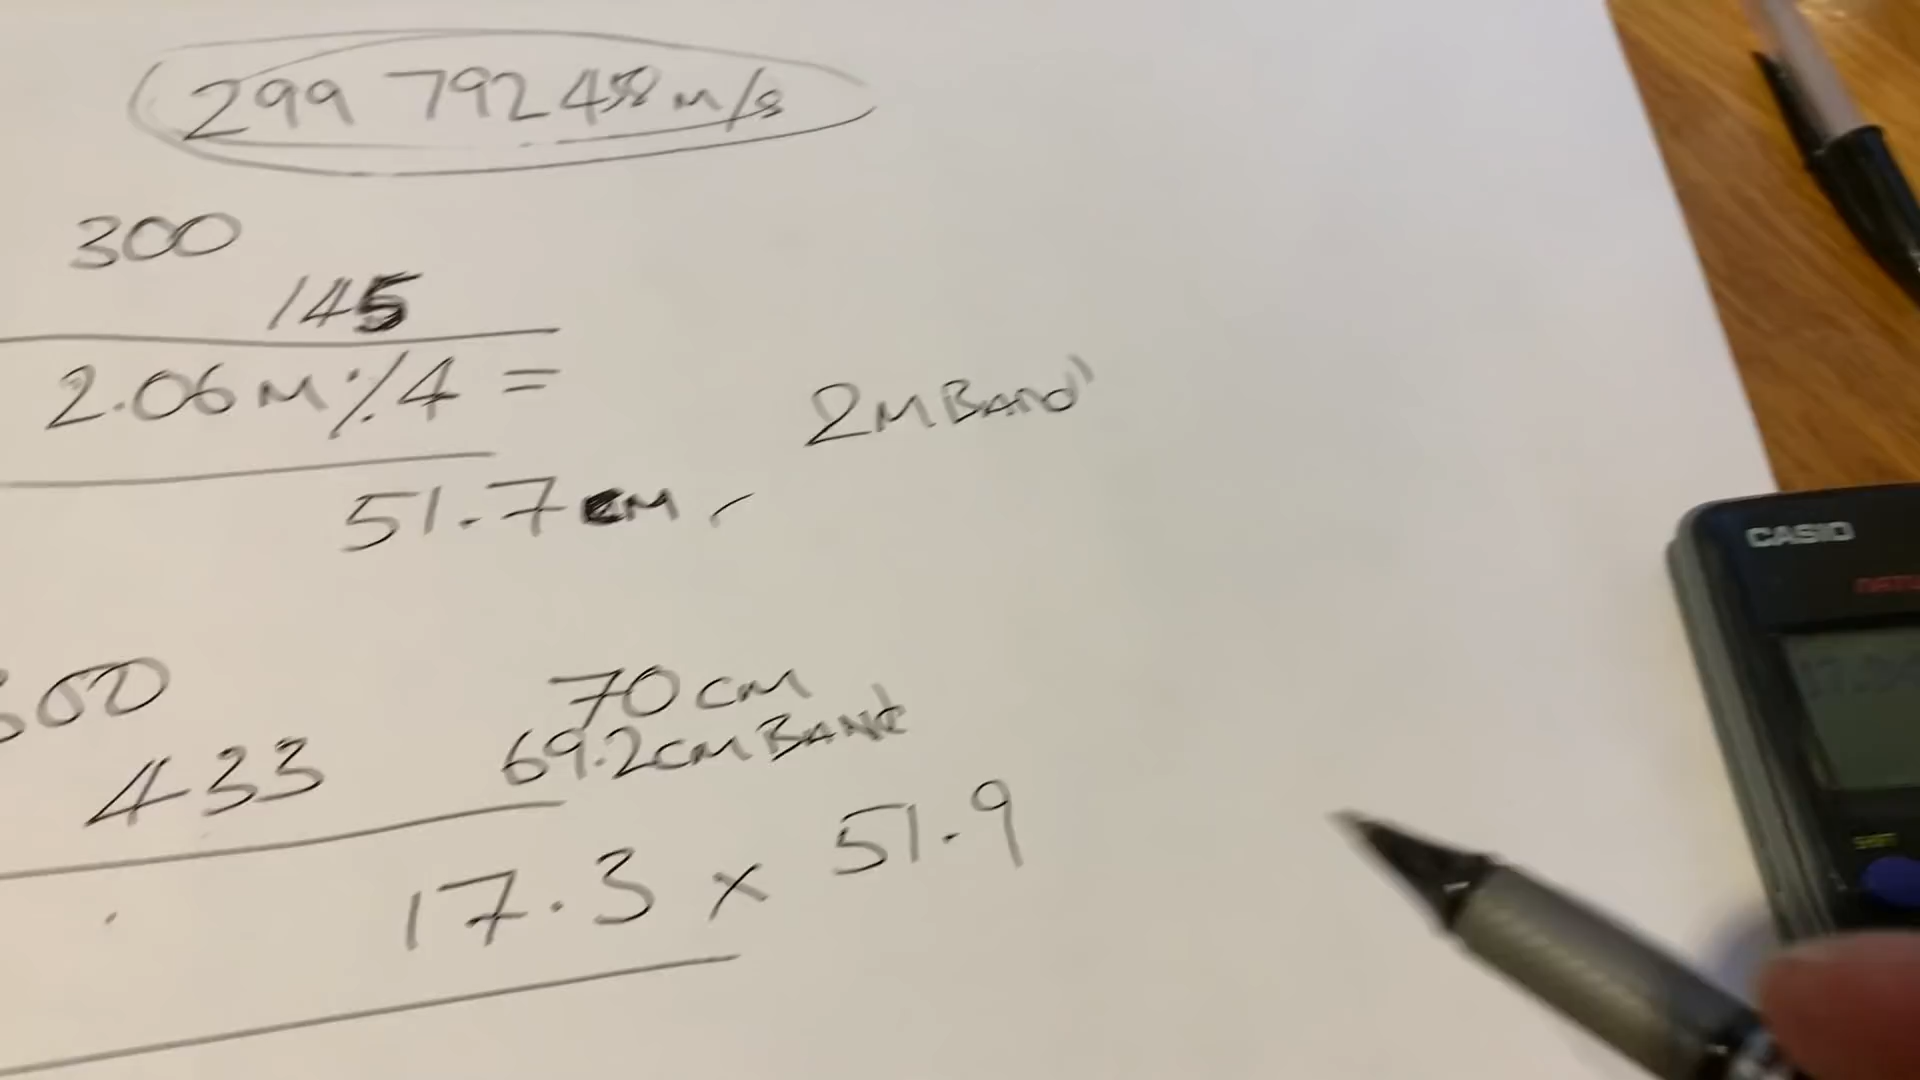 299 792 458 m/s
300
145
2.06 M ÷ 4 =
2M BAND
51.7 cm
300
433
70 cm
69.2 cm BAND
17.3 × 51.9
CASIO
SHIFT